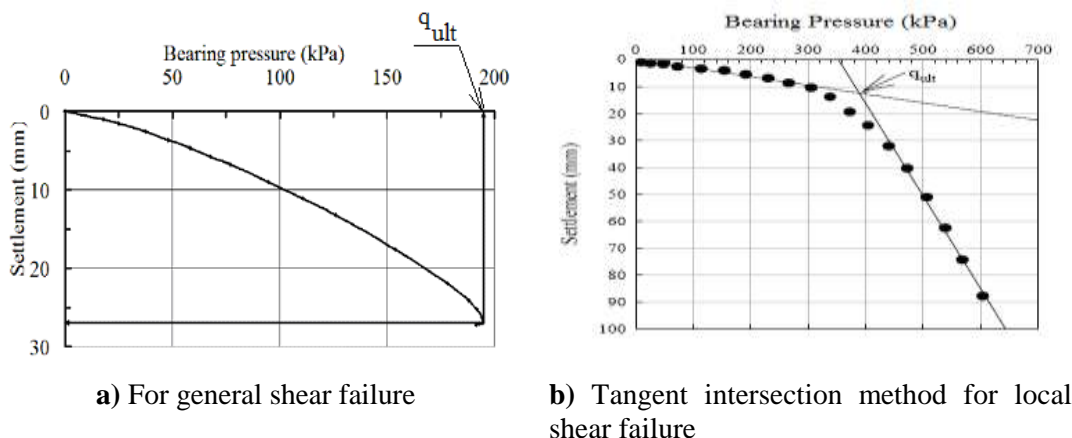 q ult
Bearing pressure (kPa)
0 50 100 150 200
0
10
20
30
Settlement (mm)
a) For general shear failure
Bearing Pressure (kPa)
0 100 200 300 400 500 600 700
0
10
20
30
40
50
60
70
80
90
100
Settlement (mm)
qult
b) Tangent intersection method for local
shear failure